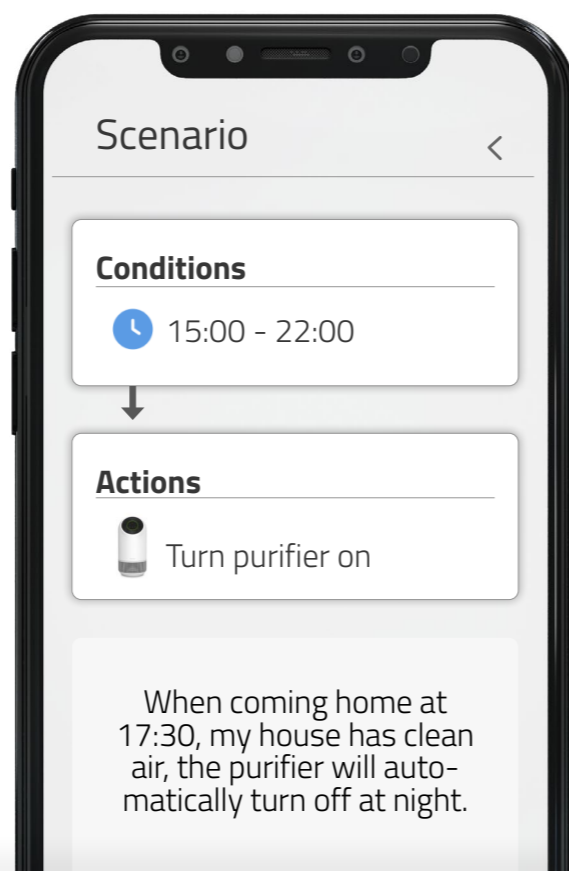 Scenario
Conditions
15:00 - 22:00
Actions
Turn purifier on
When coming home at
17:30, my house has clean
air, the purifier will auto-
matically turn off at night.